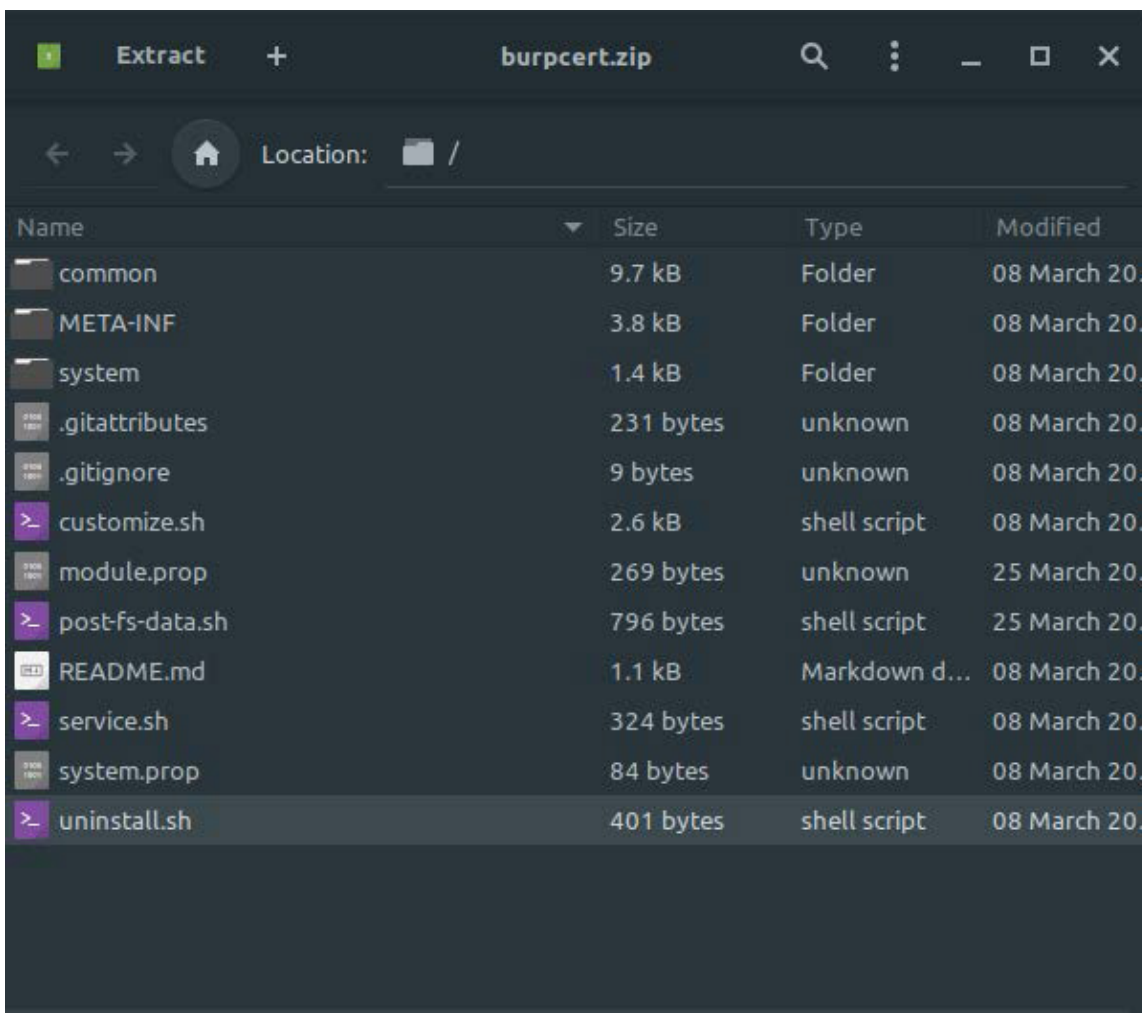 Extract + burpcert.zip
Location: /
Name Size Type Modified
common 9.7 kB Folder 08 March 20.
META-INF 3.8 kB Folder 08 March 20.
system 1.4 kB Folder 08 March 20.
.gitattributes 231 bytes unknown 08 March 20.
.gitignore 9 bytes unknown 08 March 20.
customize.sh 2.6 kB shell script 08 March 20.
module.prop 269 bytes unknown 25 March 20.
post-fs-data.sh 796 bytes shell script 25 March 20.
README.md 1.1 kB Markdown d... 08 March 20.
service.sh 324 bytes shell script 08 March 20.
system.prop 84 bytes unknown 08 March 20.
uninstall.sh 401 bytes shell script 08 March 20.